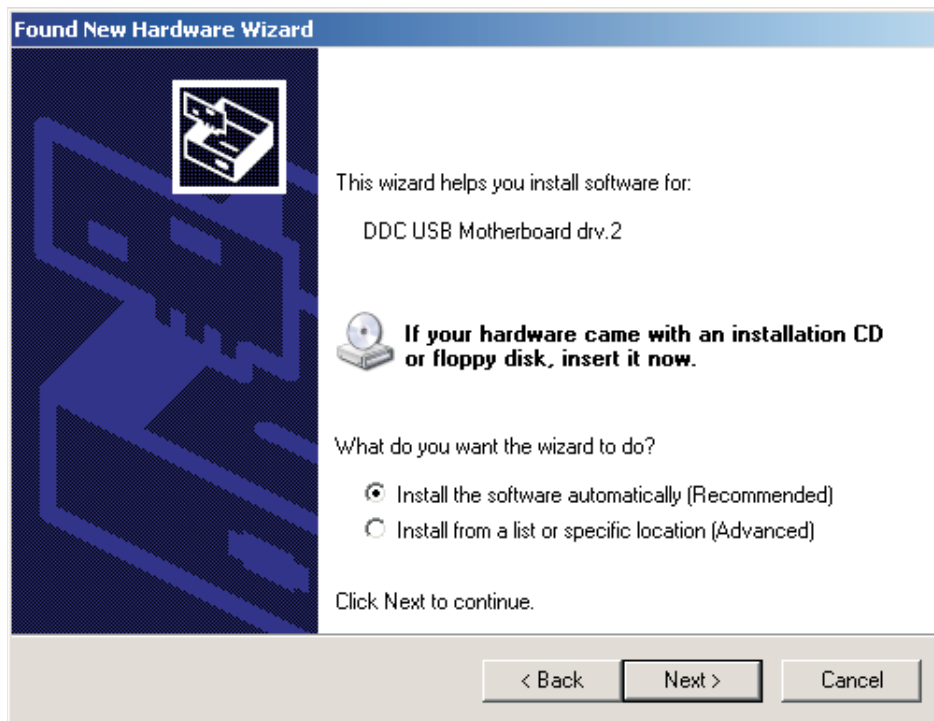 Found New Hardware Wizard
This wizard helps you install software for:
DDC USB Motherboard drv.2
If your hardware came with an installation CD
or floppy disk, insert it now.
What do you want the wizard to do?
Install the software automatically (Recommended)
Install from a list or specific location (Advanced)
Click Next to continue.
< Back Next > Cancel